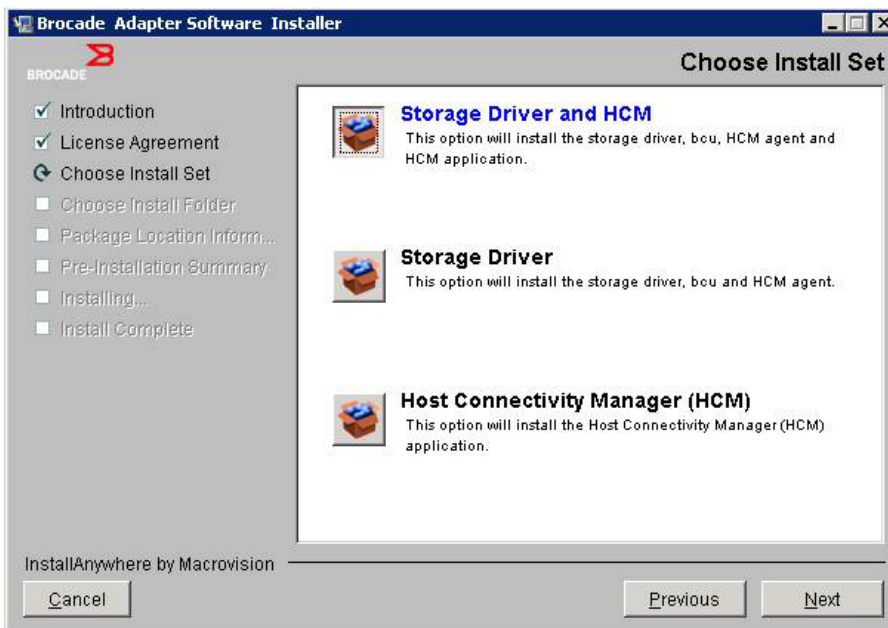 Brocade Adapter Software Installer
BROCADE
Choose Install Set
Introduction
License Agreement
Choose Install Set
Choose Install Folder
Package Location Inform...
Pre-Installation Summary
Installing...
Install Complete
Storage Driver and HCM
This option will install the storage driver, bcu, HCM agent and
HCM application.
Storage Driver
This option will install the storage driver, bcu and HCM agent.
Host Connectivity Manager (HCM)
This option will install the Host Connectivity Manager (HCM)
application.
InstallAnywhere by Macrovision
Cancel
Previous
Next